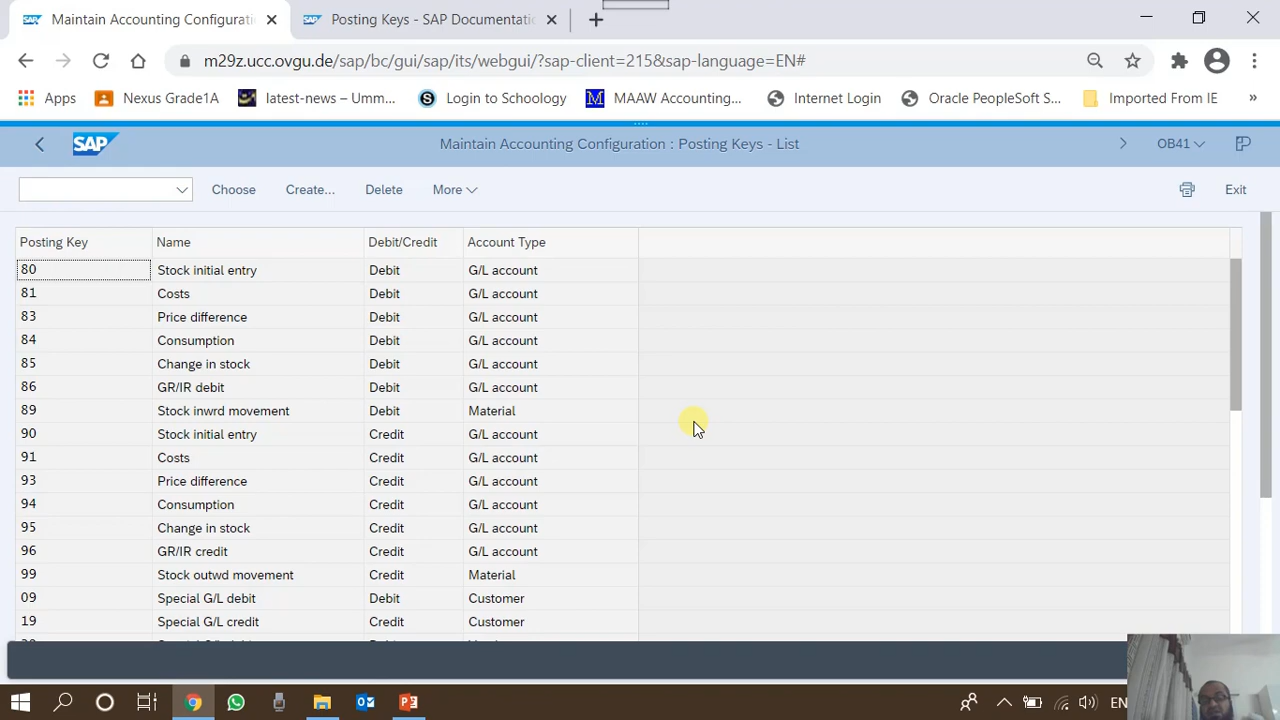 Maintain Accounting Configurati
Posting Keys - SAP Documentati
m29z.ucc.ovgu.de/sap/bc/gui/sap/its/webgui/?sap-client=215&sap-language=EN#
Apps
Nexus Grade1A
latest-news – Umm...
Login to Schoology
MAAW Accounting...
Internet Login
Oracle PeopleSoft S...
Imported From IE
»
SAP
Maintain Accounting Configuration : Posting Keys - List
OB41
Choose
Create...
Delete
More
Exit
Posting Key Name Debit/Credit Account Type
80 Stock initial entry Debit G/L account
81 Costs Debit G/L account
83 Price difference Debit G/L account
84 Consumption Debit G/L account
85 Change in stock Debit G/L account
86 GR/IR debit Debit G/L account
89 Stock inwrd movement Debit Material
90 Stock initial entry Credit G/L account
91 Costs Credit G/L account
93 Price difference Credit G/L account
94 Consumption Credit G/L account
95 Change in stock Credit G/L account
96 GR/IR credit Credit G/L account
99 Stock outwd movement Credit Material
09 Special G/L debit Debit Customer
19 Special G/L credit Credit Customer
EN